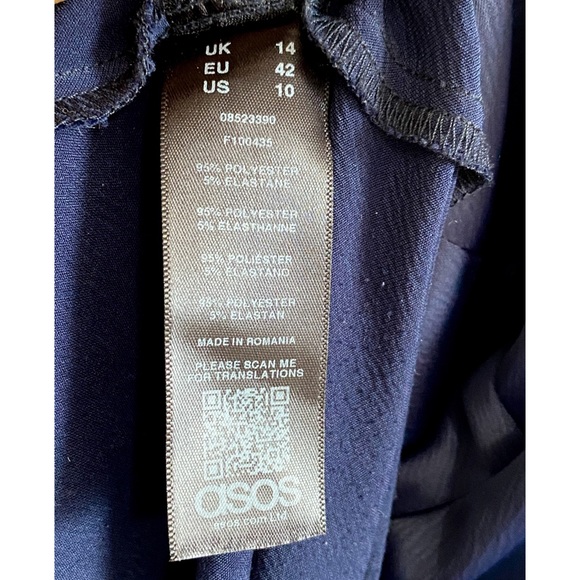 UK 14
EU 42
US 10
08523390
F100435
95% POLYESTER
5% ELASTANE
95% POLYESTER
5% ELASTHANNE
95% POLIESTER
5% ELASTANO
95% POLYESTER
5% ELASTAN
MADE IN ROMANIA
PLEASE SCAN ME
FOR TRANSLATIONS
asos